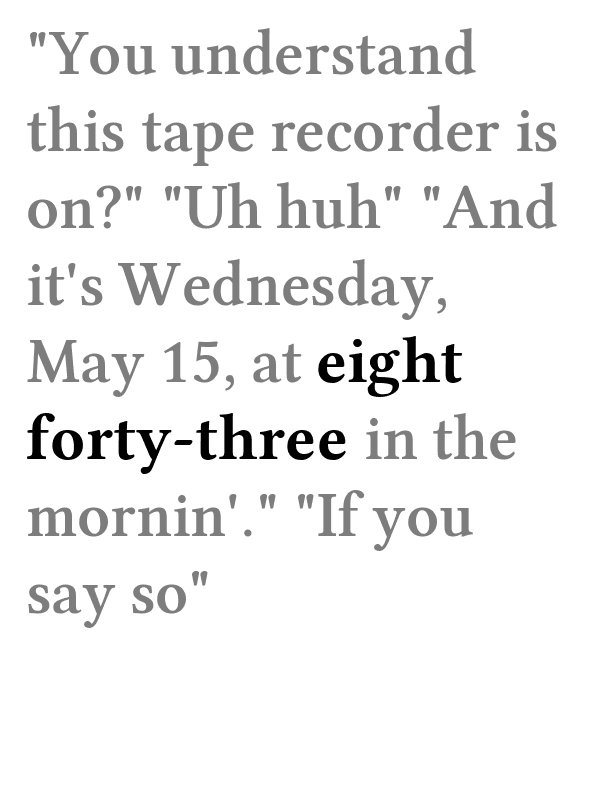 "You understand
this tape recorder is
on?" "Uh huh" "And
it's Wednesday,
May 15, at eight
forty-three in the
mornin'." "If you
say so"